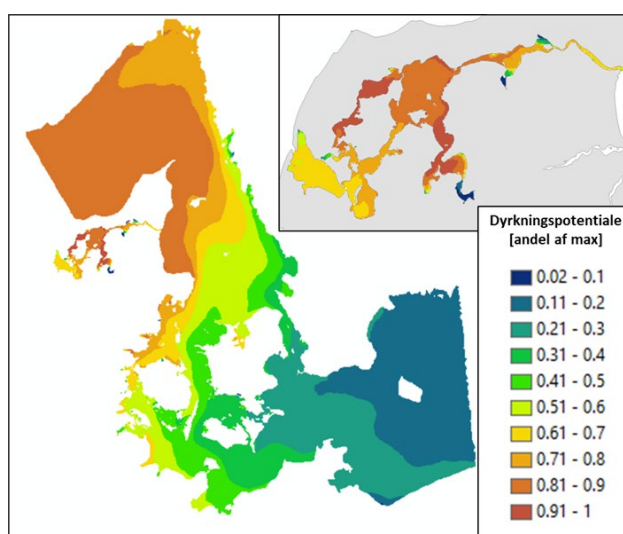 Dyrkningspotentiale
[andel af max]
0.02 - 0.1
0.11 - 0.2
0.21 - 0.3
0.31 - 0.4
0.41 - 0.5
0.51 - 0.6
0.61 - 0.7
0.71 - 0.8
0.81 - 0.9
0.91 - 1